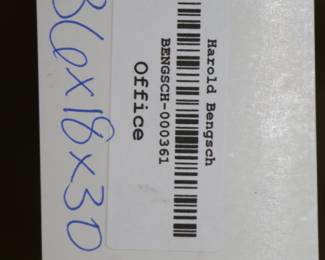 36x18x30
Harold Bengsch
BENGSCH-000361
Office